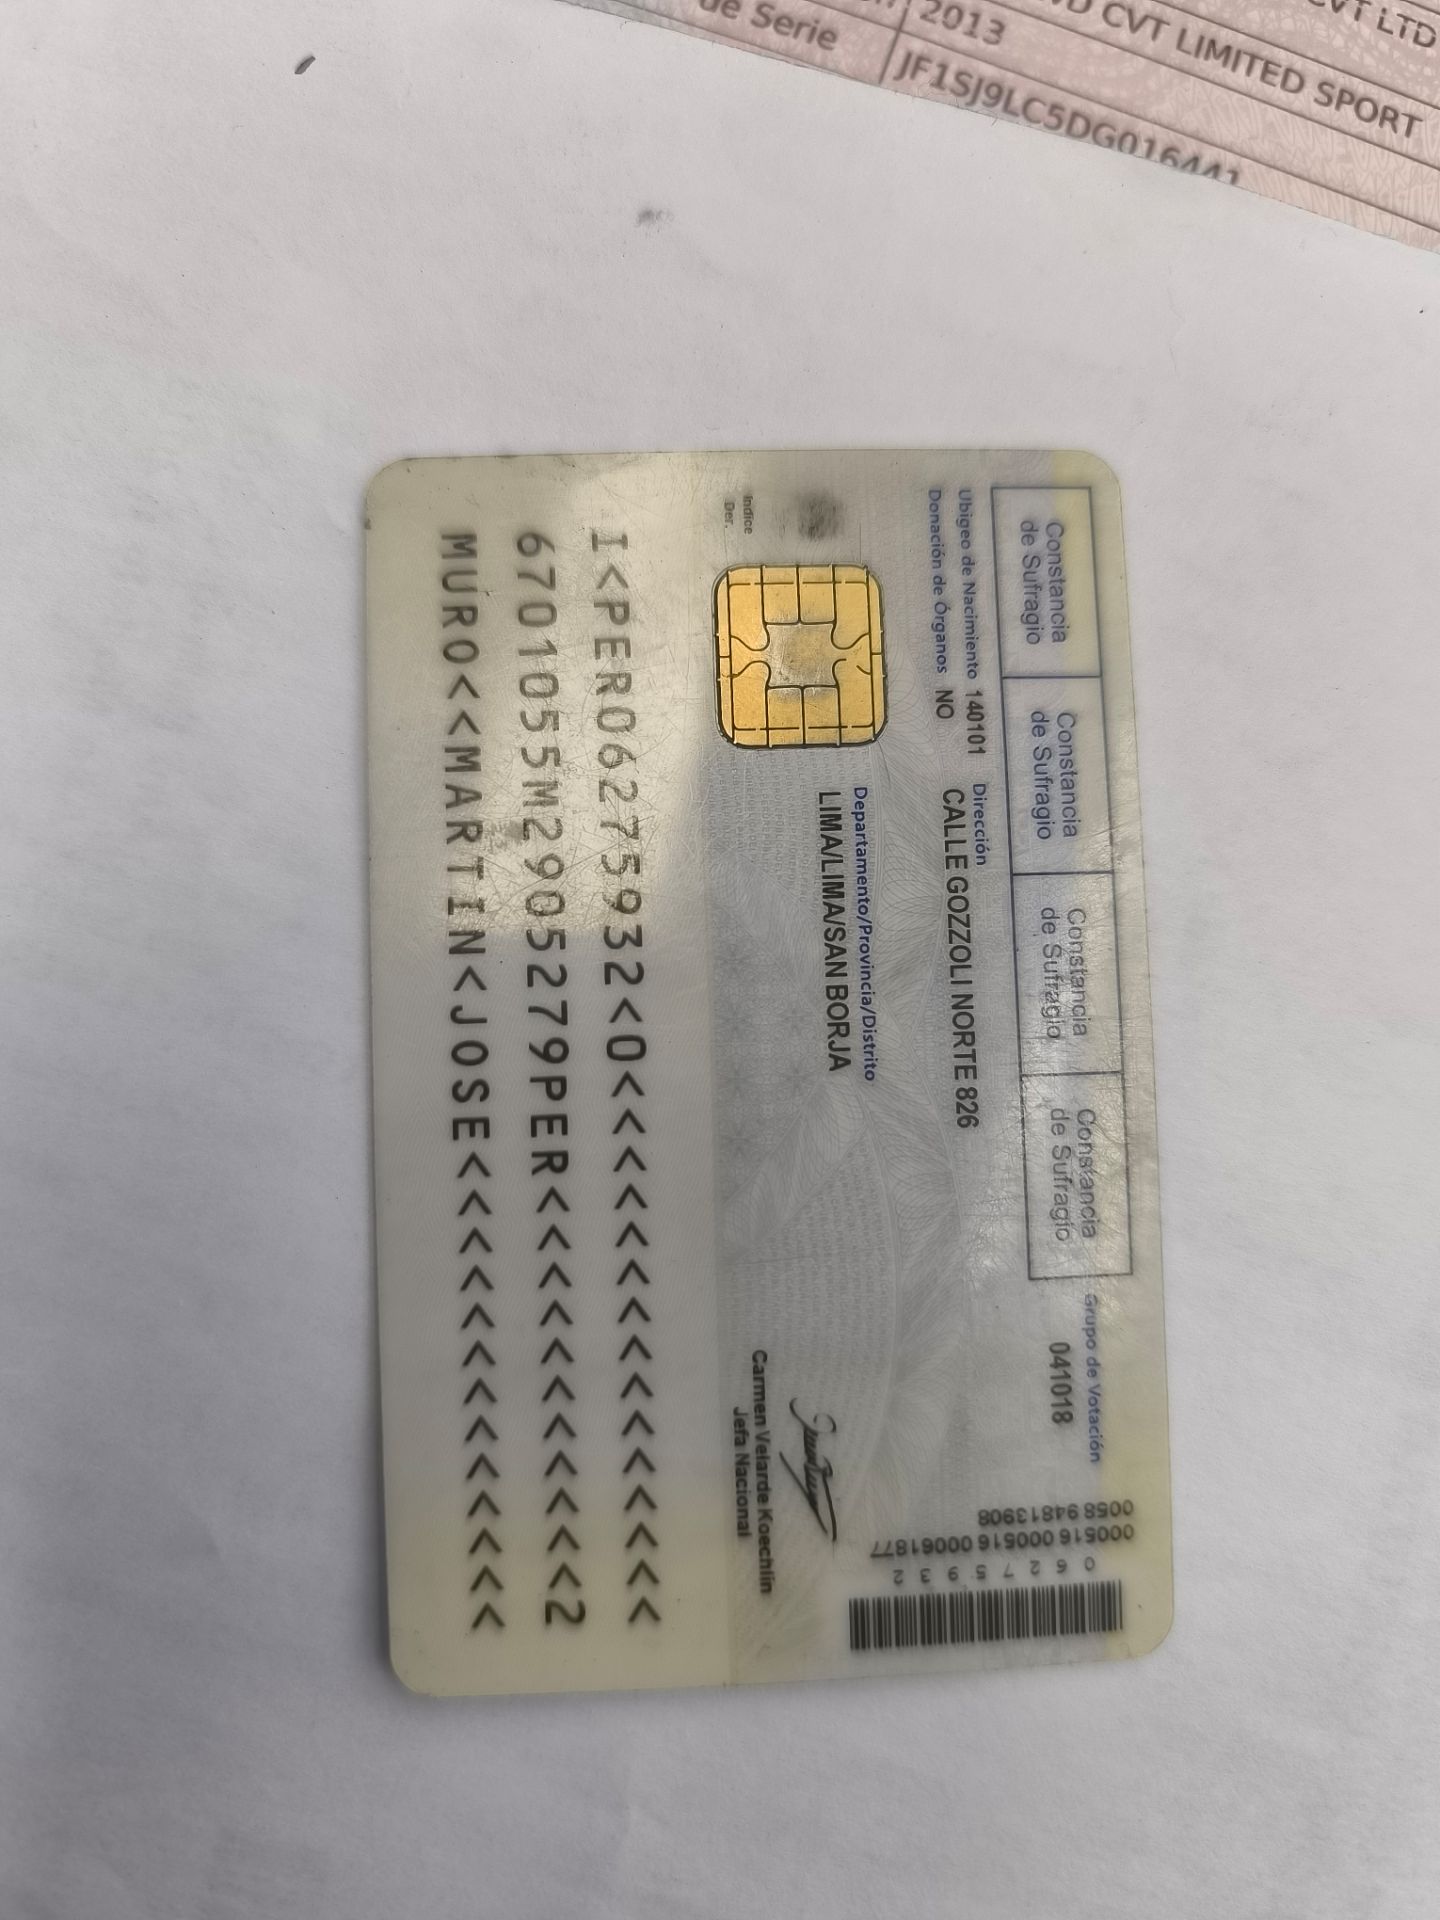 2013
de Serie
JF1SJ9LC5DG016441
CVT LTD
CVT LIMITED SPORT
Constancia
de Sufragio
Constancia
de Sufragio
Constancia
de Sufragio
Constancia
de Sufragio
Grupo de Votación
041018
Ubigeo de Nacimiento 140101
Donación de Órganos NO
Dirección
CALLE GOZZOLI NORTE 826
Departamento/Provincia/Distrito
LIMA/LIMA/SAN BORJA
Indice
Der.
Carmen Velarde Koechlin
Jefa Nacional
0058 94813908
000516 000516 00061877
0 6 2 7 5 9 3 2
I<PER06275932<0<<<<<<<<<<<<<<<
6701055M2905279PER<<<<<<<<<<<2
MURO<<MARTIN<JOSE<<<<<<<<<<<<<